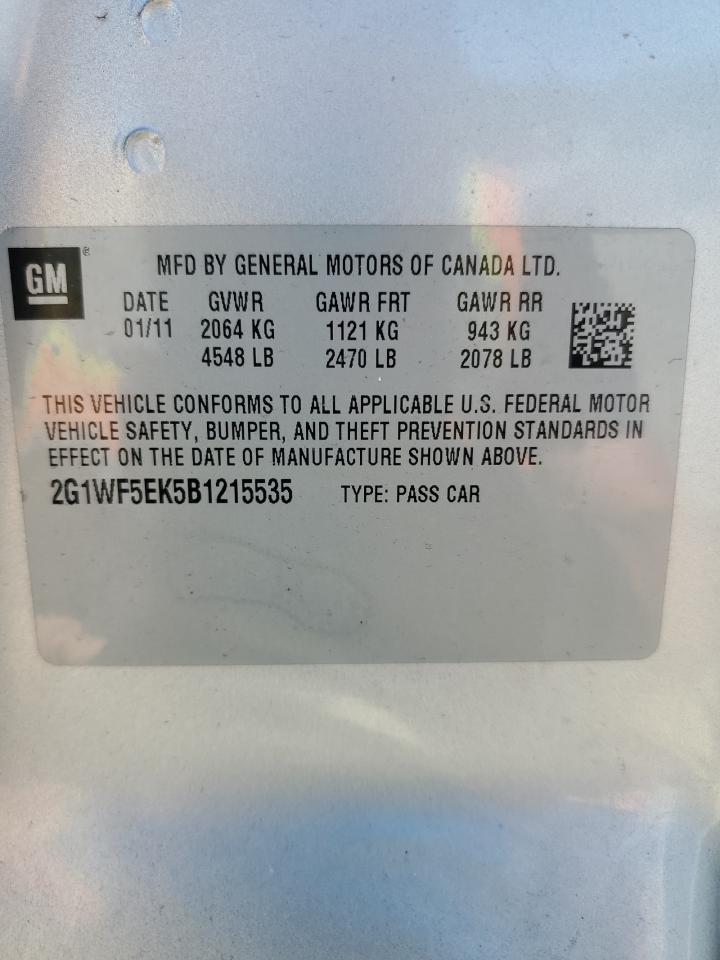 GM ®
MFD BY GENERAL MOTORS OF CANADA LTD.
DATE GVWR GAWR FRT GAWR RR
01/11 2064 KG 1121 KG 943 KG
4548 LB 2470 LB 2078 LB
THIS VEHICLE CONFORMS TO ALL APPLICABLE U.S. FEDERAL MOTOR
VEHICLE SAFETY, BUMPER, AND THEFT PREVENTION STANDARDS IN
EFFECT ON THE DATE OF MANUFACTURE SHOWN ABOVE.
2G1WF5EK5B1215535 TYPE: PASS CAR